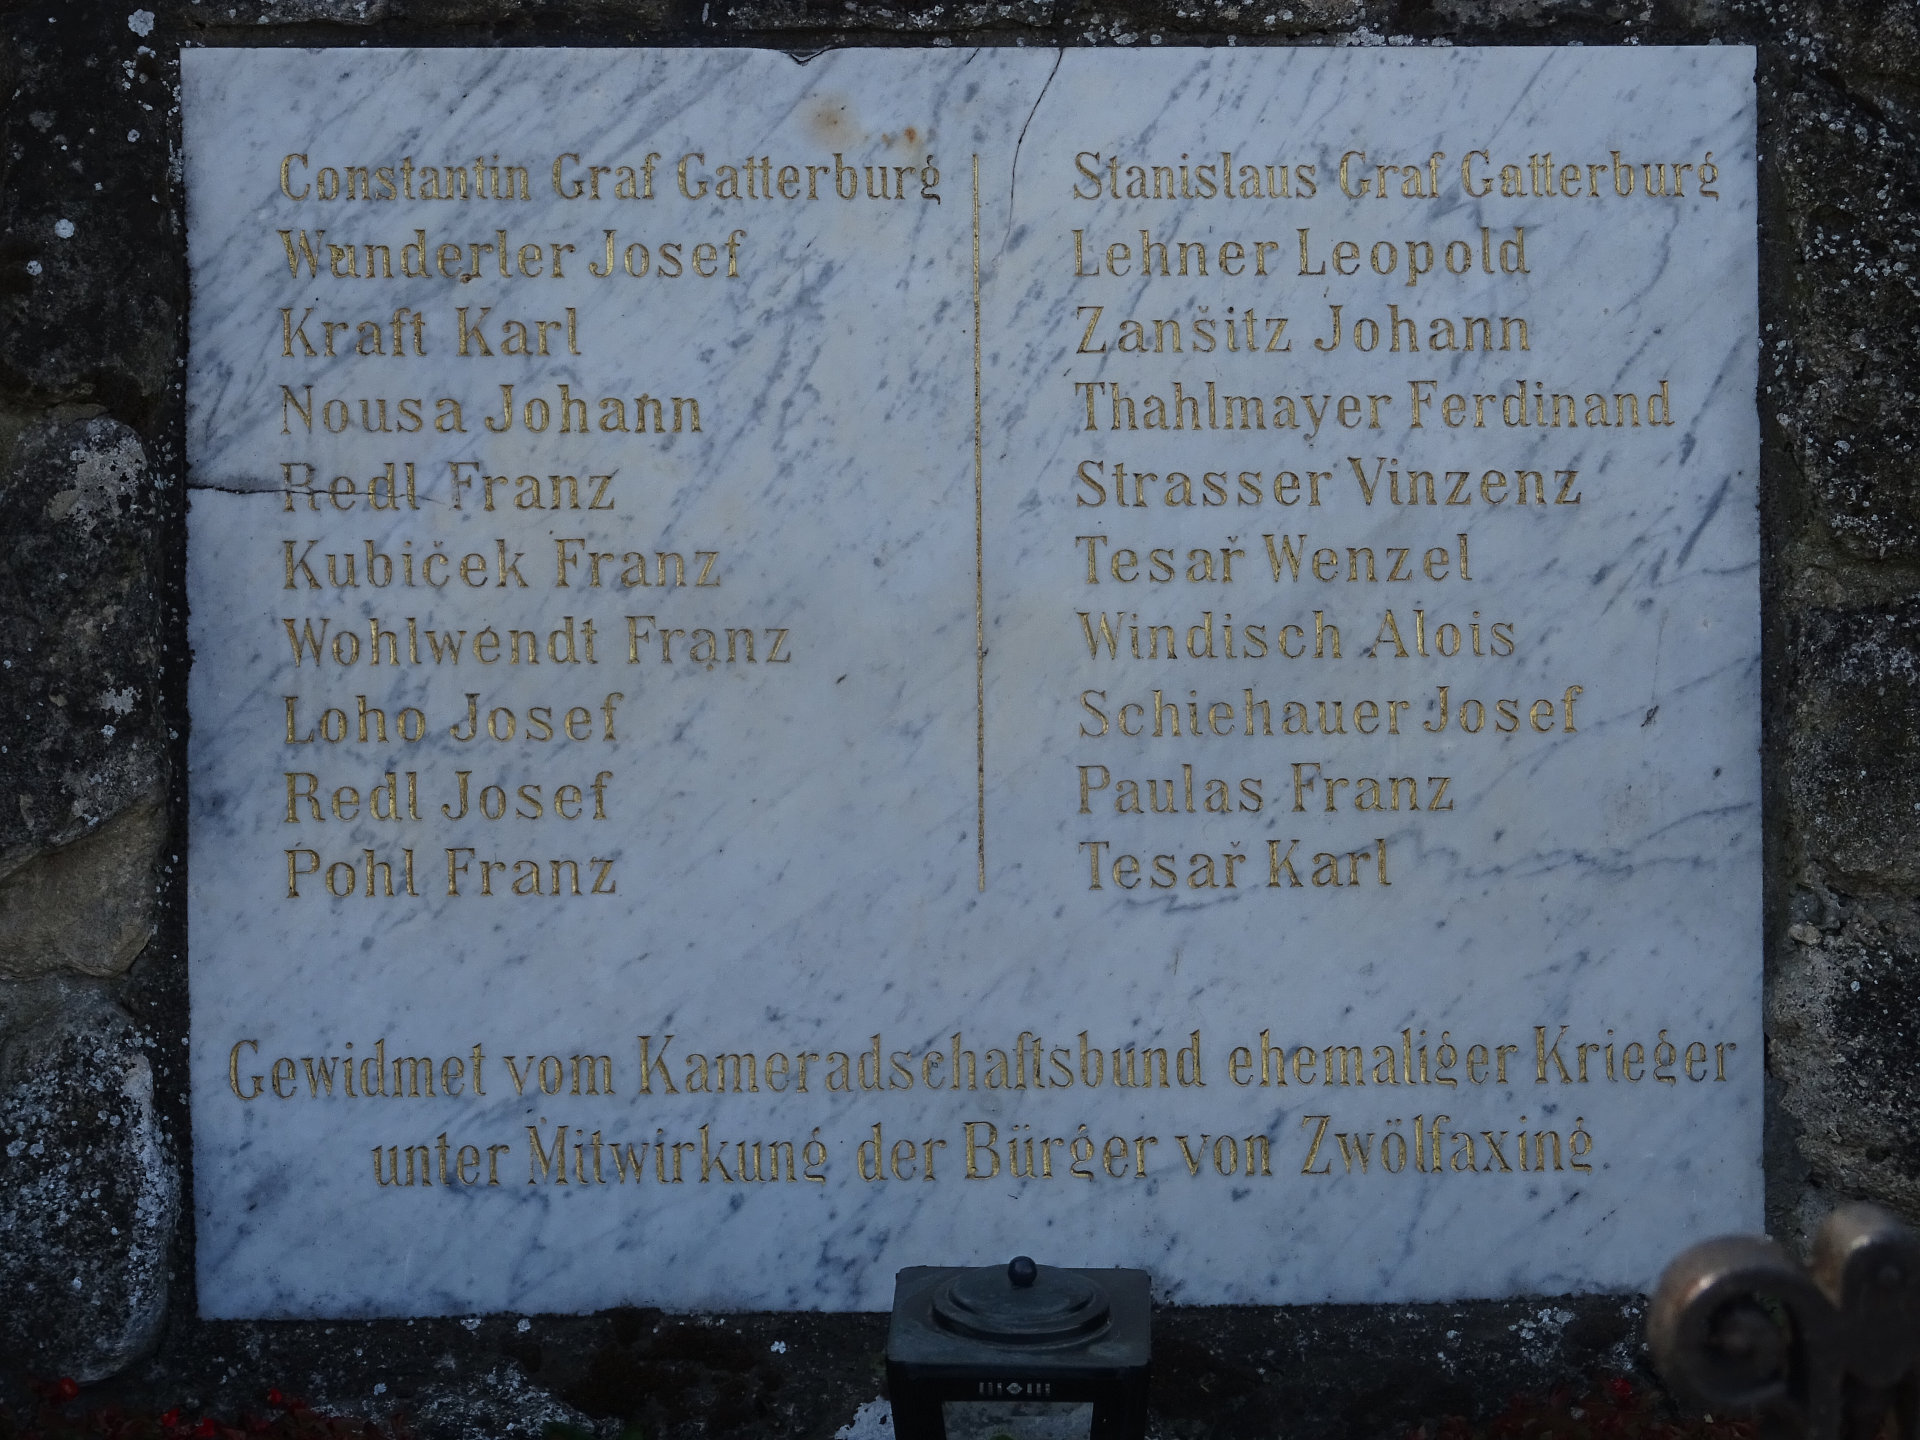 Constantin Graf Gatterburg
Wunderler Josef
Kraft Karl
Nousa Johann
Redl Franz
Kubiček Franz
Wohlwendt Franz
Loho Josef
Redl Josef
Pohl Franz
Stanislaus Graf Gatterburg
Lehner Leopold
Zanšitz Johann
Thahlmayer Ferdinand
Strasser Vinzenz
Tesař Wenzel
Windisch Alois
Schiehauer Josef
Paulas Franz
Tesař Karl
Gewidmet vom Kameradschaftsbund ehemaliger Krieger
unter Mitwirkung der Bürger von Zwölfaxing